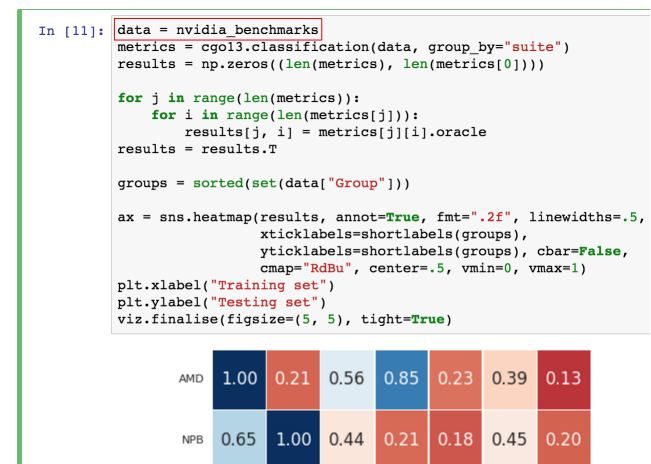 In [11]: data = nvidia_benchmarks
metrics = cgo13.classification(data, group_by="suite")
results = np.zeros((len(metrics), len(metrics[0])))
for j in range(len(metrics)):
    for i in range(len(metrics[j])):
        results[j, i] = metrics[j][i].oracle
results = results.T
groups = sorted(set(data["Group"]))
ax = sns.heatmap(results, annot=True, fmt=".2f", linewidths=.5,
                 xticklabels=shortlabels(groups),
                 yticklabels=shortlabels(groups), cbar=False,
                 cmap="RdBu", center=.5, vmin=0, vmax=1)
plt.xlabel("Training set")
plt.ylabel("Testing set")
viz.finalise(figsize=(5, 5), tight=True)
AMD 1.00 0.21 0.56 0.85 0.23 0.39 0.13
NPB 0.65 1.00 0.44 0.21 0.18 0.45 0.20